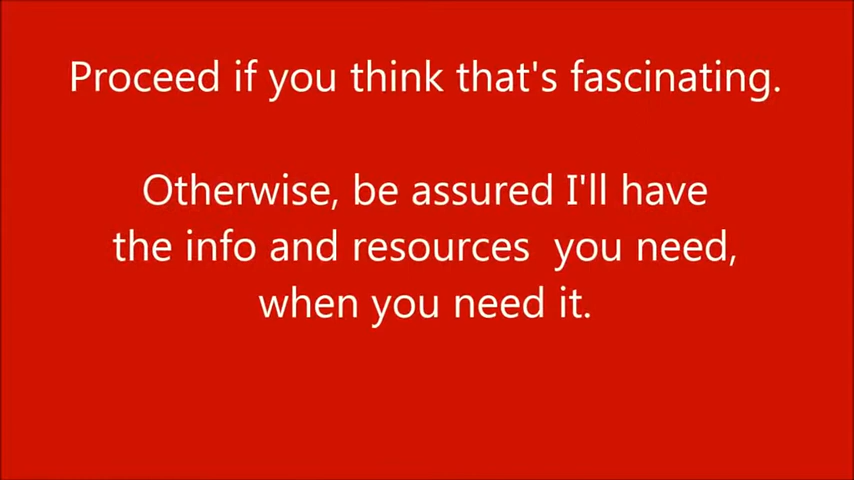 Proceed if you think that's fascinating.
Otherwise, be assured I'll have
the info and resources  you need,
when you need it.